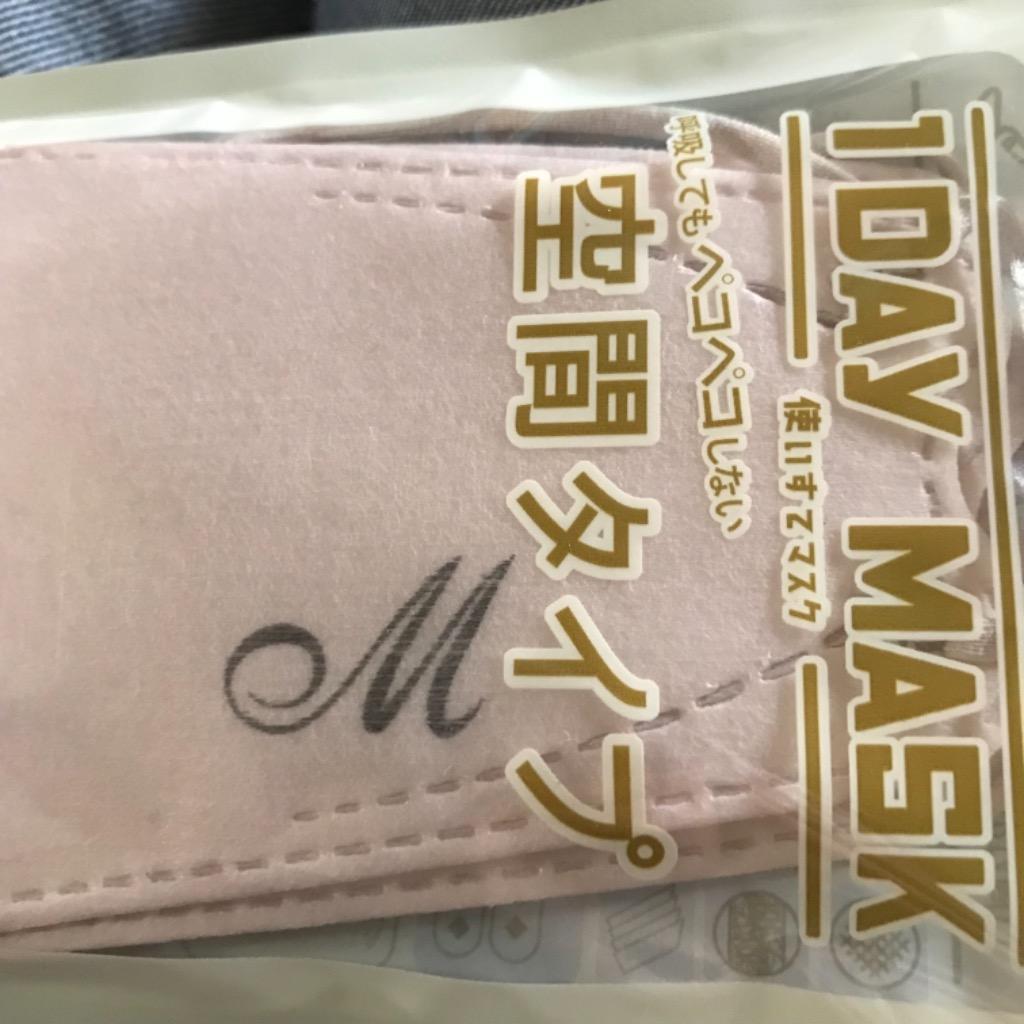 1DAY MASK
使いすてマスク
呼吸してもペコペコしない
空間タイプ
M